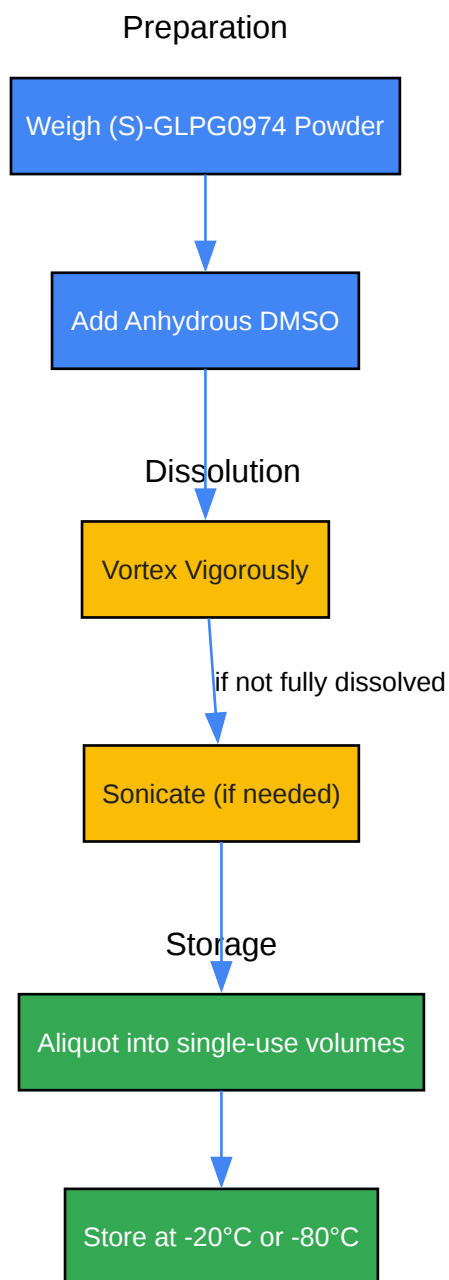 Preparation
Weigh (S)-GLPG0974 Powder
Add Anhydrous DMSO
Dissolution
Vortex Vigorously
if not fully dissolved
Sonicate (if needed)
Storage
Aliquot into single-use volumes
Store at -20°C or -80°C